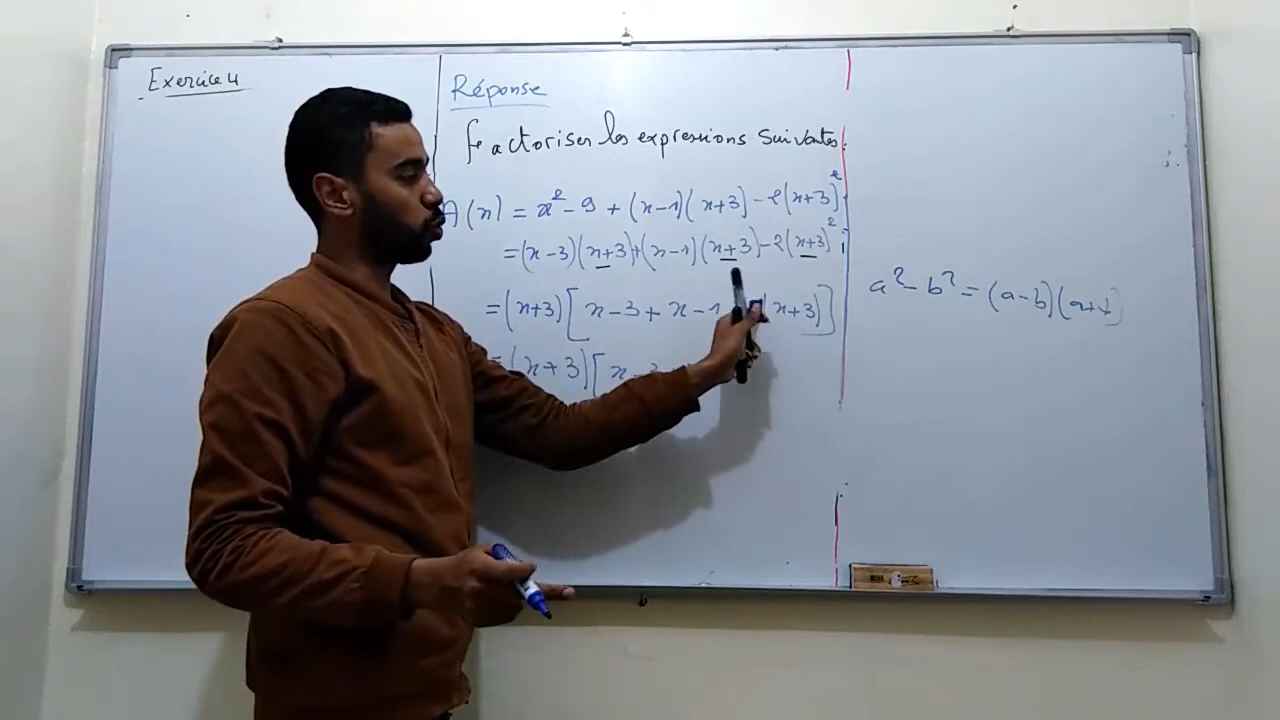 Exercice 4
Réponse
factoriser les expressions suivantes:
A(x) = x² - 9 + (x-1)(x+3) - 2(x+3)²
= (x-3)(x+3)+(x-1)(x+3)-2(x+3)²
= (x+3)[x-3+x-1 (x+3)]
= (x+3)[x-3
a² - b² = (a-b)(a+